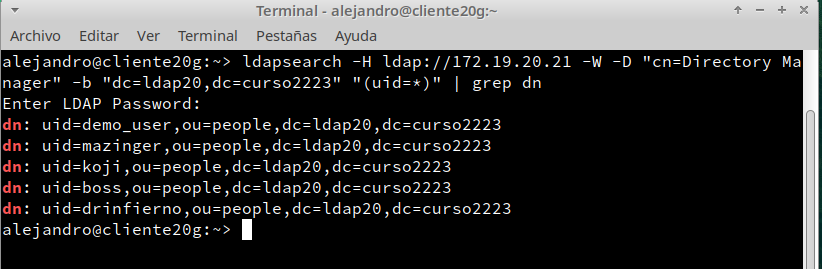 Terminal - alejandro@cliente20g:~
Archivo Editar Ver Terminal Pestañas Ayuda
alejandro@cliente20g:~> ldapsearch -H ldap://172.19.20.21 -W -D "cn=Directory Ma
nager" -b "dc=ldap20,dc=curso2223" "(uid=*)" | grep dn
Enter LDAP Password:
dn: uid=demo_user,ou=people,dc=ldap20,dc=curso2223
dn: uid=mazinger,ou=people,dc=ldap20,dc=curso2223
dn: uid=koji,ou=people,dc=ldap20,dc=curso2223
dn: uid=boss,ou=people,dc=ldap20,dc=curso2223
dn: uid=drinfierno,ou=people,dc=ldap20,dc=curso2223
alejandro@cliente20g:~>